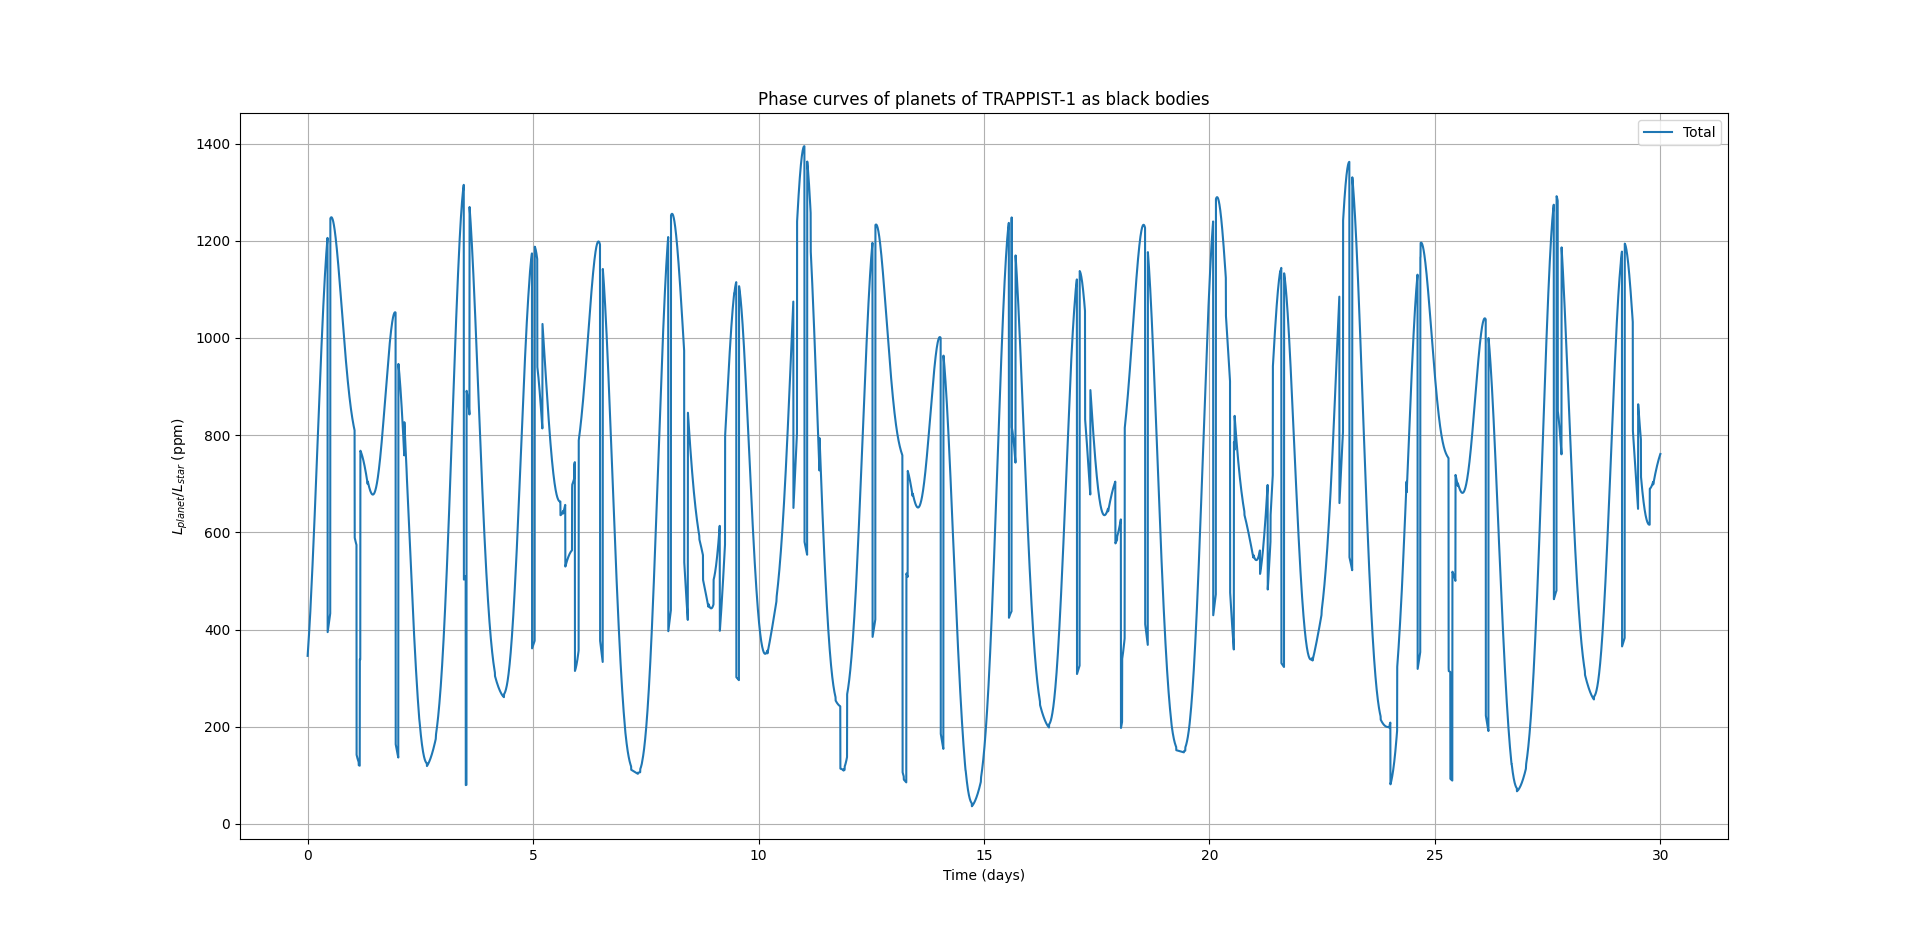 Phase curves of planets of TRAPPIST-1 as black bodies
Total
1400
1200
1000
800
600
400
200
0
L_planet/L_star (ppm)
0 5 10 15 20 25 30
Time (days)